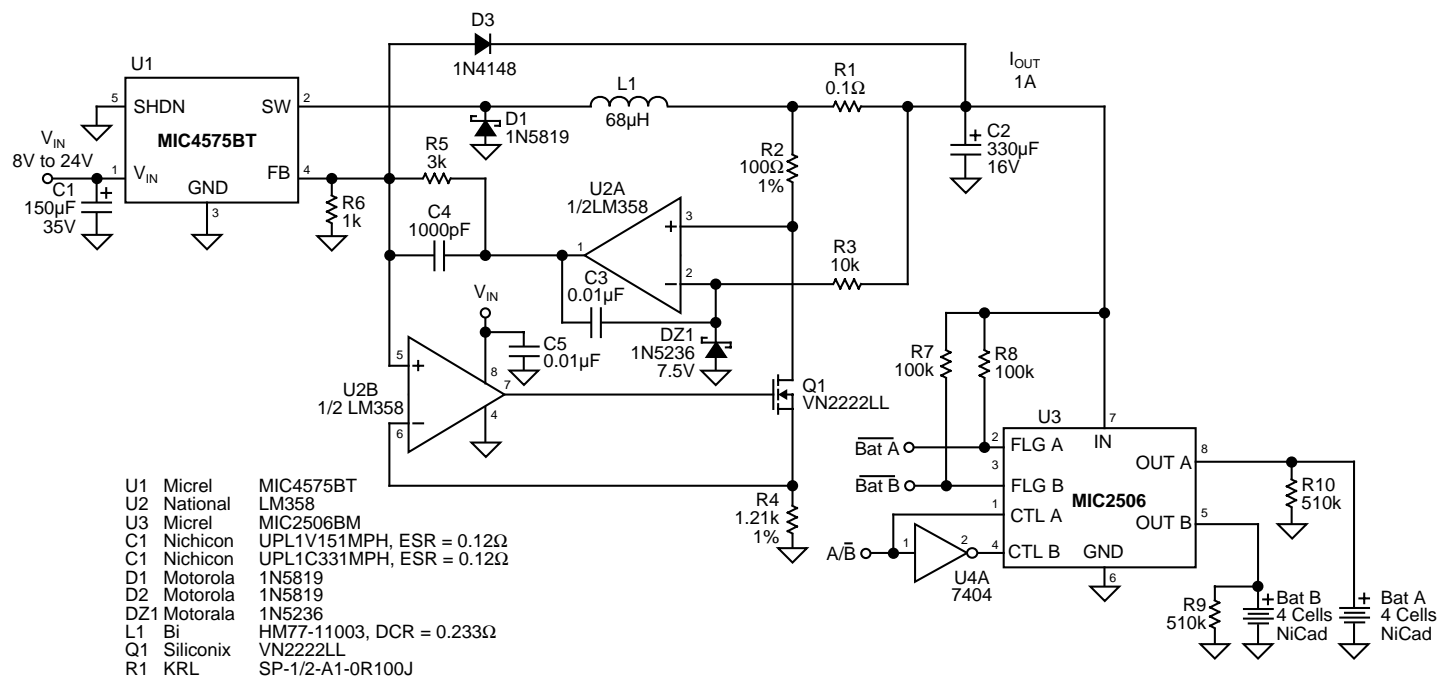 D3
1N4148
U1
5
SHDN
SW
2
MIC4575BT
VIN
8V to 24V
1
VIN
FB
4
GND
3
C1
150µF
35V
+
R6
1k
R5
3k
C4
1000pF
D1
1N5819
L1
68µH
R1
0.1Ω
IOUT
1A
R2
100Ω
1%
+
C2
330µF
16V
U2A
1/2LM358
3
+
1
2
–
R3
10k
C3
0.01µF
DZ1
1N5236
7.5V
VIN
C5
0.01µF
5
+
8
7
U2B
1/2 LM358
4
–
6
Q1
VN2222LL
R4
1.21k
1%
R7
100k
R8
100k
U3
7
IN
Bat A
2
FLG A
OUT A
8
3
Bat B
FLG B
MIC2506
1
CTL A
OUT B
5
A/B
1
2
4
CTL B
GND
6
U4A
7404
R10
510k
R9
510k
+
Bat B
4 Cells
NiCad
+
Bat A
4 Cells
NiCad
U1 Micrel MIC4575BT
U2 National LM358
U3 Micrel MIC2506BM
C1 Nichicon UPL1V151MPH, ESR = 0.12Ω
C1 Nichicon UPL1C331MPH, ESR = 0.12Ω
D1 Motorola 1N5819
D2 Motorola 1N5819
DZ1 Motorala 1N5236
L1 Bi HM77-11003, DCR = 0.233Ω
Q1 Siliconix VN2222LL
R1 KRL SP-1/2-A1-0R100J